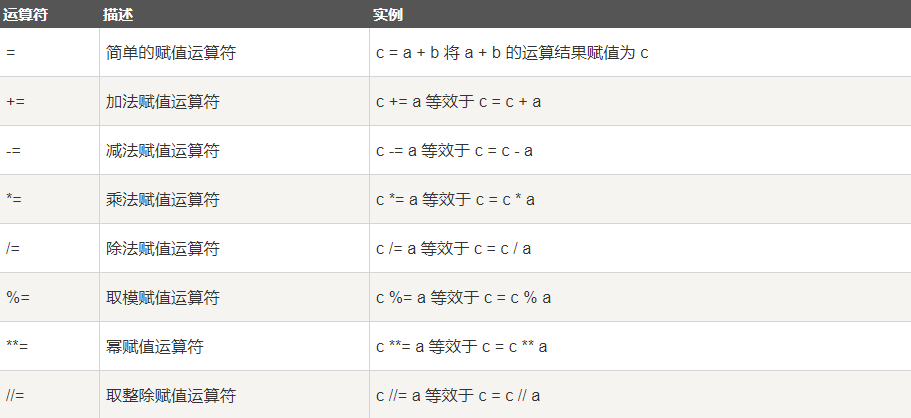 运算符 描述 实例
= 简单的赋值运算符 c = a + b 将 a + b 的运算结果赋值为 c
+= 加法赋值运算符 c += a 等效于 c = c + a
-= 减法赋值运算符 c -= a 等效于 c = c - a
*= 乘法赋值运算符 c *= a 等效于 c = c * a
/= 除法赋值运算符 c /= a 等效于 c = c / a
%= 取模赋值运算符 c %= a 等效于 c = c % a
**= 幂赋值运算符 c **= a 等效于 c = c ** a
//= 取整除赋值运算符 c //= a 等效于 c = c // a